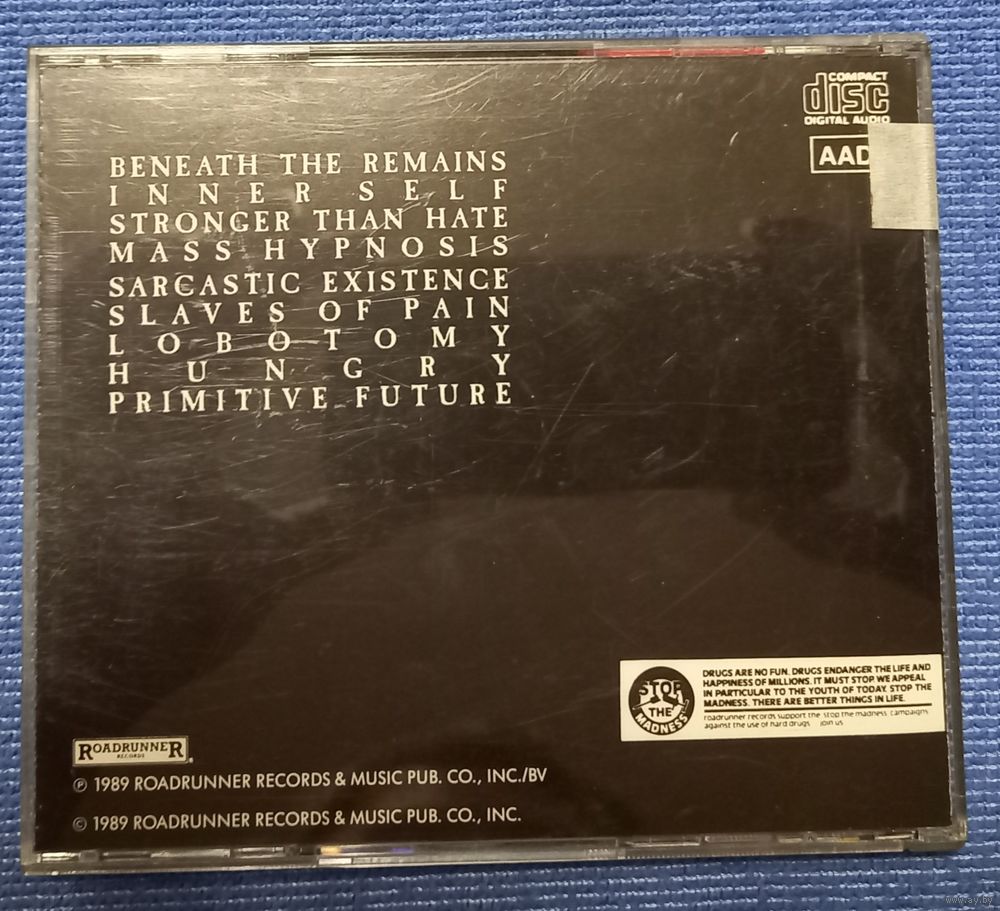 COMPACT
disc
DIGITAL AUDIO
AAD
BENEATH THE REMAINS
INNER SELF
STRONGER THAN HATE
MASS HYPNOSIS
SARCASTIC EXISTENCE
SLAVES OF PAIN
LOBOTOMY
HUNGRY
PRIMITIVE FUTURE
STOP
THE
MADNESS
DRUGS ARE NO FUN. DRUGS ENDANGER THE LIFE AND
HAPPINESS OF MILLIONS. IT MUST STOP. WE APPEAL
IN PARTICULAR TO THE YOUTH OF TODAY. STOP THE
MADNESS. THERE ARE BETTER THINGS IN LIFE.
roadrunner records support the stop the madness campaigns
against the use of hard drugs join us
ROADRUNNER
RECORDS
℗ 1989 ROADRUNNER RECORDS & MUSIC PUB. CO., INC./BV
© 1989 ROADRUNNER RECORDS & MUSIC PUB. CO., INC.
www.ay.by